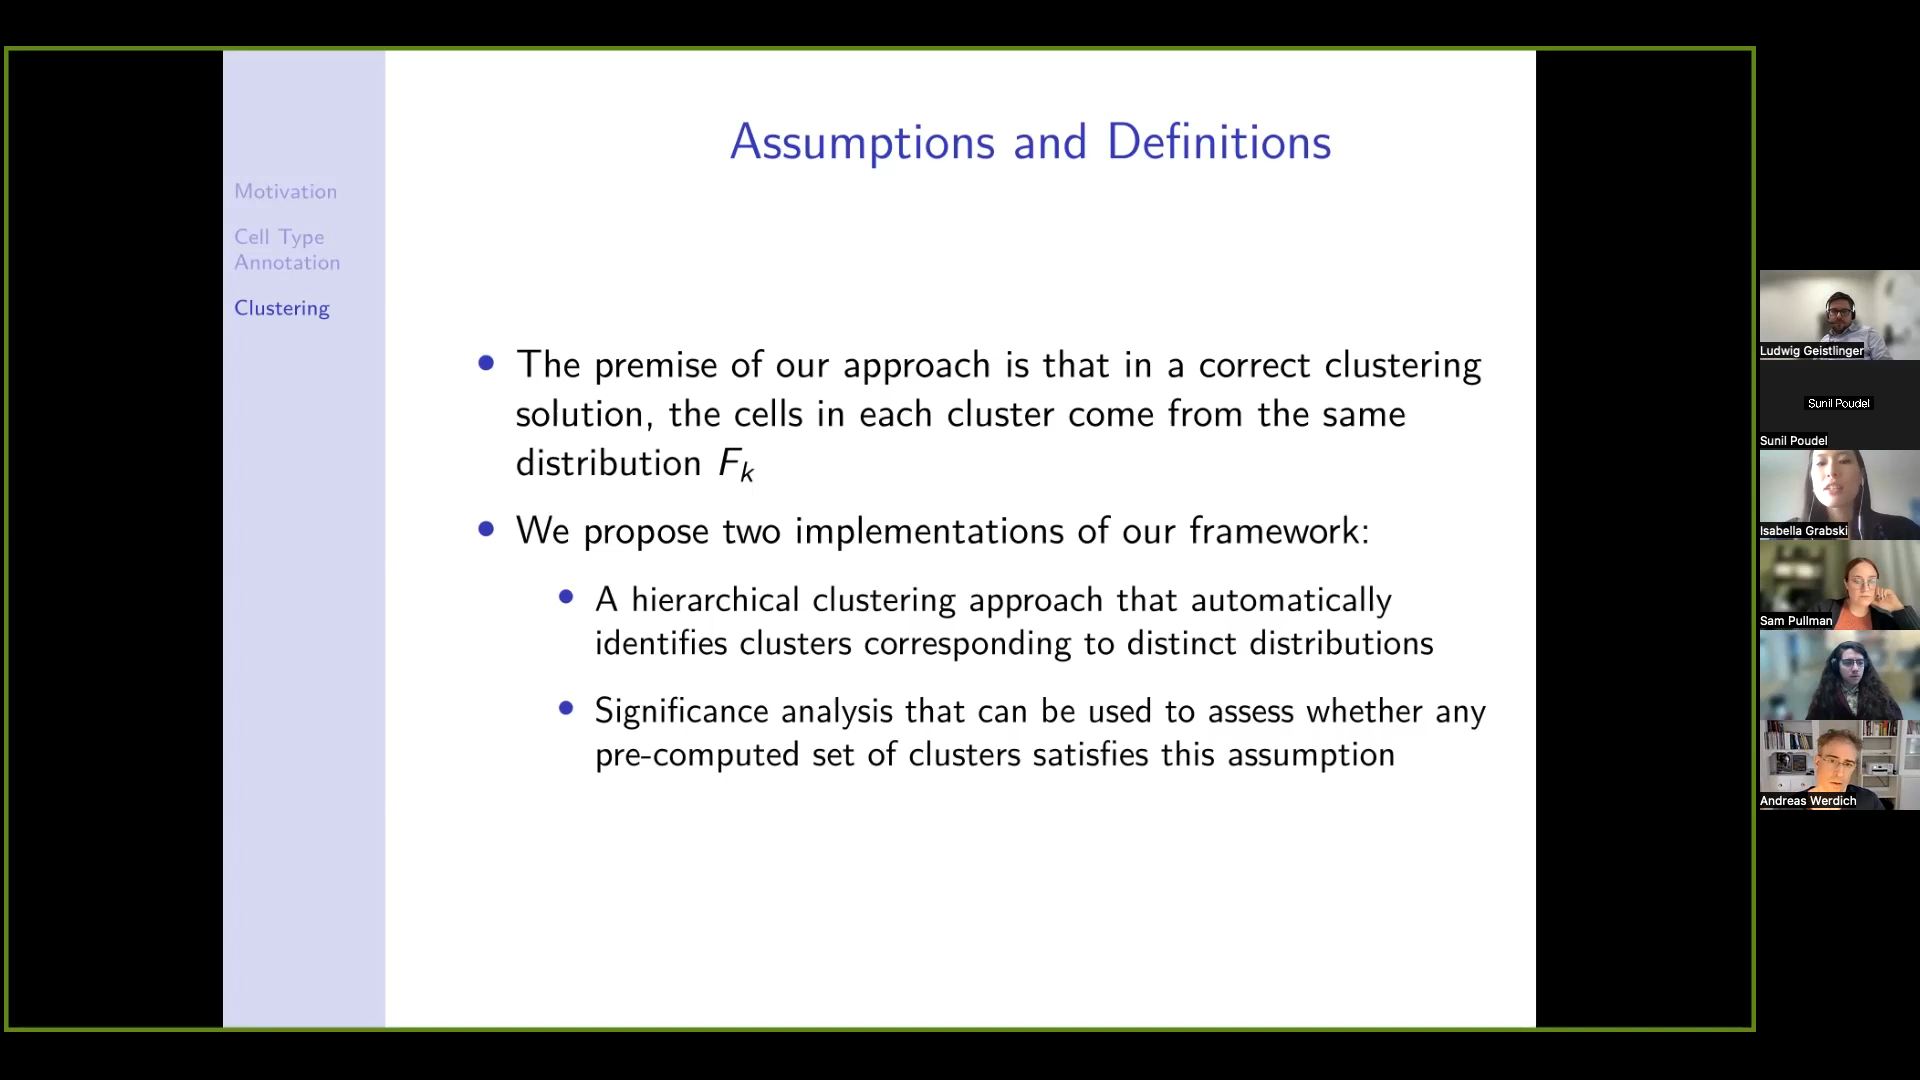 Assumptions and Definitions
Motivation
Cell Type
Annotation
Clustering
• The premise of our approach is that in a correct clustering
solution, the cells in each cluster come from the same
distribution F_k
• We propose two implementations of our framework:
• A hierarchical clustering approach that automatically
identifies clusters corresponding to distinct distributions
• Significance analysis that can be used to assess whether any
pre-computed set of clusters satisfies this assumption
Ludwig Geistlinger
Sunil Poudel
Sunil Poudel
Isabella Grabski
Sam Pullman
Andreas Werdich